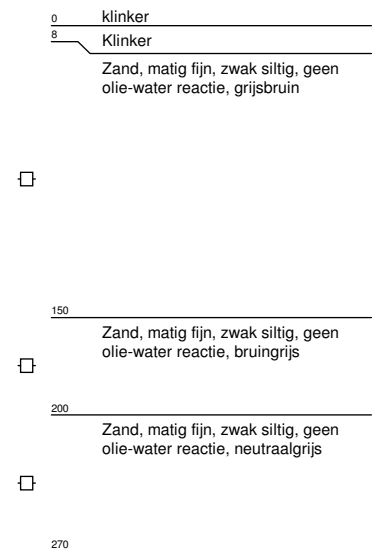 0 klinker
8 Klinker
Zand, matig fijn, zwak siltig, geen
olie-water reactie, grijsbruin
150
Zand, matig fijn, zwak siltig, geen
olie-water reactie, bruingrijs
200
Zand, matig fijn, zwak siltig, geen
olie-water reactie, neutraalgrijs
270